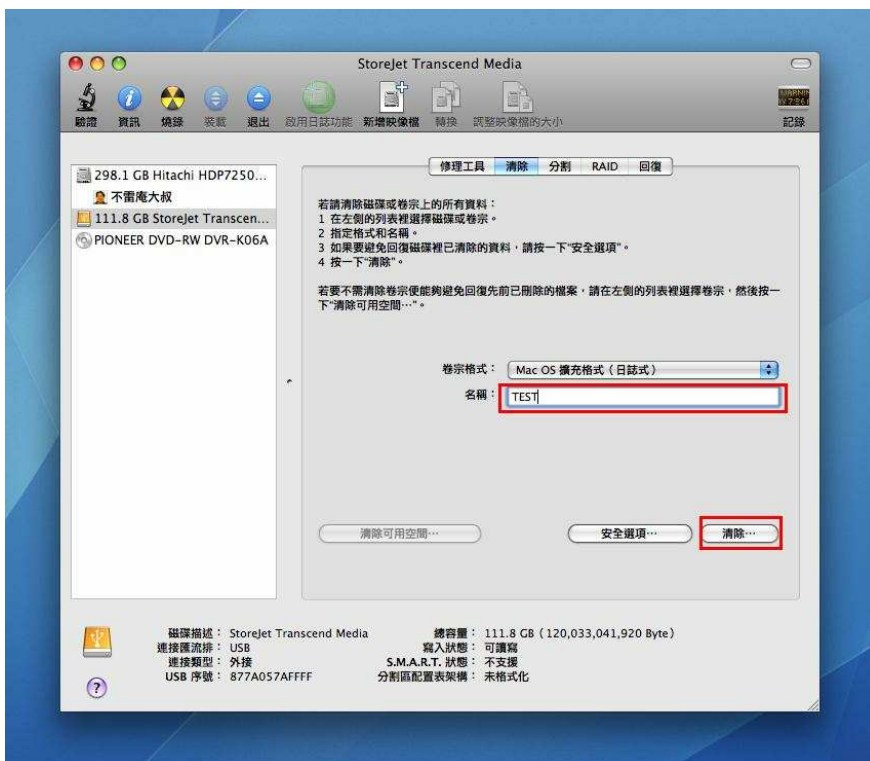 StoreJet Transcend Media
驗證 資訊 燒錄 裝載 退出 啟用日誌功能 新增映像檔 轉換 調整映像檔的大小 記錄
298.1 GB Hitachi HDP7250...
不雷庵大叔
111.8 GB StoreJet Transcen...
PIONEER DVD-RW DVR-K06A
修理工具 清除 分割 RAID 回復
若請清除磁碟或卷宗上的所有資料：
1 在左側的列表裡選擇磁碟或卷宗。
2 指定格式和名稱。
3 如果要避免回復磁碟裡已清除的資料，請按一下“安全選項”。
4 按一下“清除”。
若要不需清除卷宗便能夠避免回復先前已刪除的檔案，請在左側的列表裡選擇卷宗，然後按一
下“清除可用空間…”。
卷宗格式： Mac OS 擴充格式（日誌式）
名稱： TEST
清除可用空間… 安全選項… 清除…
磁碟描述： StoreJet Transcend Media 總容量： 111.8 GB（120,033,041,920 Byte）
連接匯流排： USB 寫入狀態： 可讀寫
連接類型： 外接 S.M.A.R.T. 狀態： 不支援
USB 序號： 877A057AFFFF 分割區配置表架構： 未格式化
?